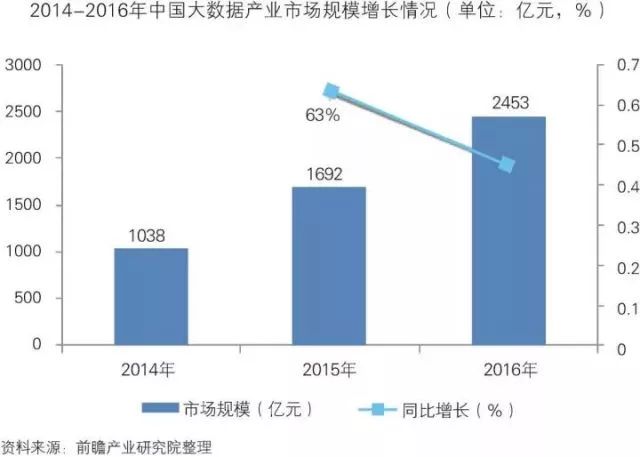 2014-2016年中国大数据产业市场规模增长情况（单位：亿元，%）
3000
2500
2000
1500
1000
500
0
0.7
0.6
0.5
0.4
0.3
0.2
0.1
0
1038
1692
2453
63%
2014年
2015年
2016年
市场规模（亿元）
同比增长（%）
资料来源：前瞻产业研究院整理